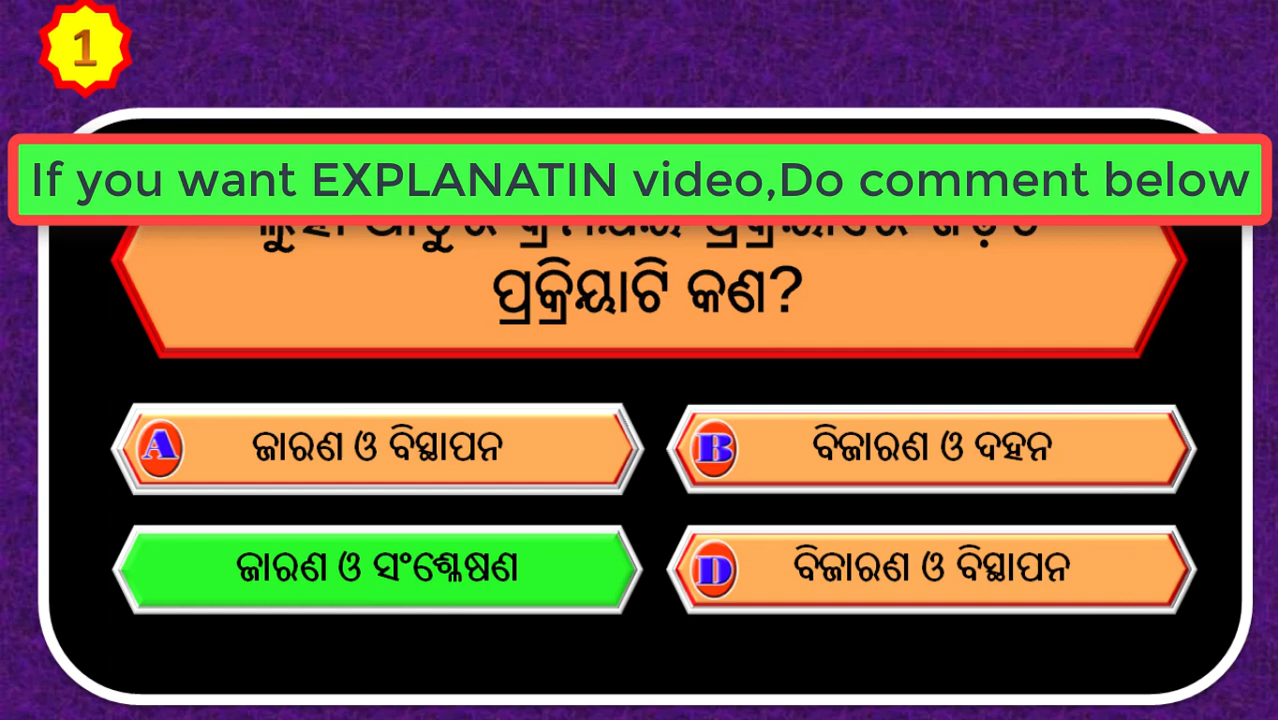 1
If you want EXPLANATIN video,Do comment below
ପ୍ରକ୍ରିୟାଟି କଣ?
A ଜାରଣ ଓ ବିସ୍ଥାପନ
B ବିଜାରଣ ଓ ଦହନ
ଜାରଣ ଓ ସଂଶ୍ଳେଷଣ
D ବିଜାରଣ ଓ ବିସ୍ଥାପନ